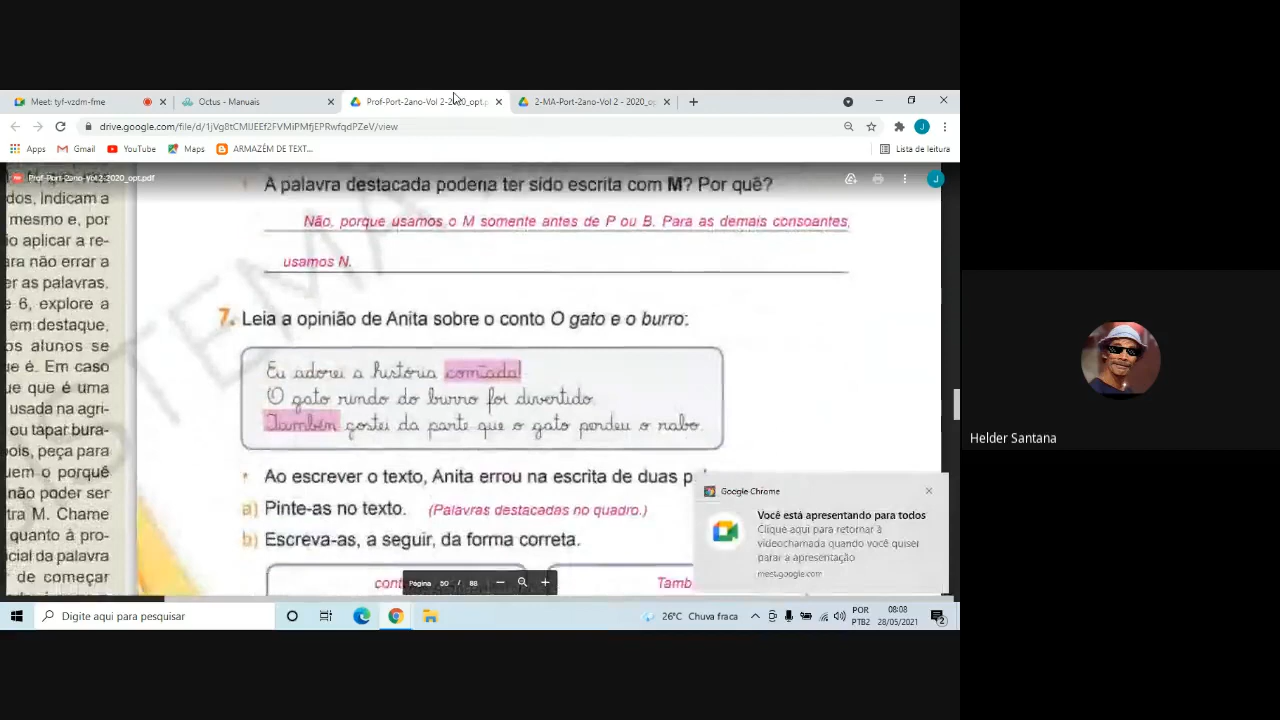 Meet: tyf-vzdm-fme
Octus - Manuais
Prof-Port-2ano-Vol 2-2020_opt.p
2-MA-Port-2ano-Vol 2 - 2020_op
drive.google.com/file/d/1jVg8tCMIJEEf2FVMiPMfjEPRwfqdPZeV/view
Apps
Gmail
YouTube
Maps
ARMAZÉM DE TEXT...
Lista de leitura
Prof-Port-2ano-Vol 2-2020_opt.pdf
J
dos, indicam a
mesmo e, por
io aplicar a re-
ara não errar a
er as palavras,
e 6, explore a
em destaque,
os alunos se
ue é. Em caso
ue que é uma
usada na agri-
ou tapar bura-
ois, peça para
uem o porquê
não poder ser
tra M. Chame
quanto à pro-
cial da palavra
de começar
A palavra destacada poderia ter sido escrita com M? Por quê?
Não, porque usamos o M somente antes de P ou B. Para as demais consoantes,
usamos N.
7. Leia a opinião de Anita sobre o conto O gato e o burro:
Eu adorei a história comtada!
O gato rindo do burro foi divertido.
Tambén gostei da parte que o gato perdeu o rabo.
Ao escrever o texto, Anita errou na escrita de duas
a) Pinte-as no texto. (Palavras destacadas no quadro.)
b) Escreva-as, a seguir, da forma correta.
cont
Tamb
Página 50 / 88
Google Chrome
Você está apresentando para todos
Clique aqui para retornar à
videochamada quando você quiser
parar a apresentação
meet.google.com
Digite aqui para pesquisar
26°C Chuva fraca
POR
PTB2
08:08
28/05/2021
2
Helder Santana